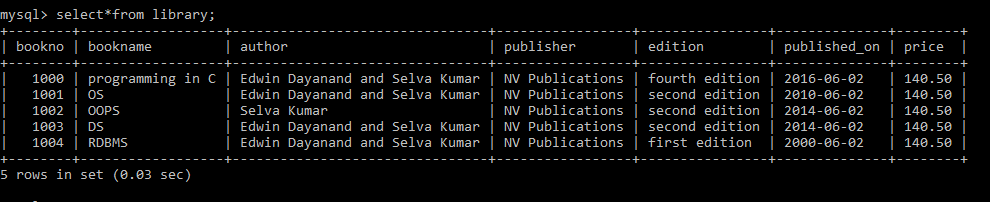 mysql> select*from library;
+--------+------------------+--------------------------------+-----------------+----------------+--------------+--------+
| bookno | bookname         | author                         | publisher       | edition        | published_on | price  |
+--------+------------------+--------------------------------+-----------------+----------------+--------------+--------+
|   1000 | programming in C | Edwin Dayanand and Selva Kumar | NV Publications | fourth edition | 2016-06-02   | 140.50 |
|   1001 | OS               | Edwin Dayanand and Selva Kumar | NV Publications | second edition | 2010-06-02   | 140.50 |
|   1002 | OOPS             | Selva Kumar                    | NV Publications | second edition | 2014-06-02   | 140.50 |
|   1003 | DS               | Edwin Dayanand and Selva Kumar | NV Publications | second edition | 2014-06-02   | 140.50 |
|   1004 | RDBMS            | Edwin Dayanand and Selva Kumar | NV Publications | first edition  | 2000-06-02   | 140.50 |
+--------+------------------+--------------------------------+-----------------+----------------+--------------+--------+
5 rows in set (0.03 sec)